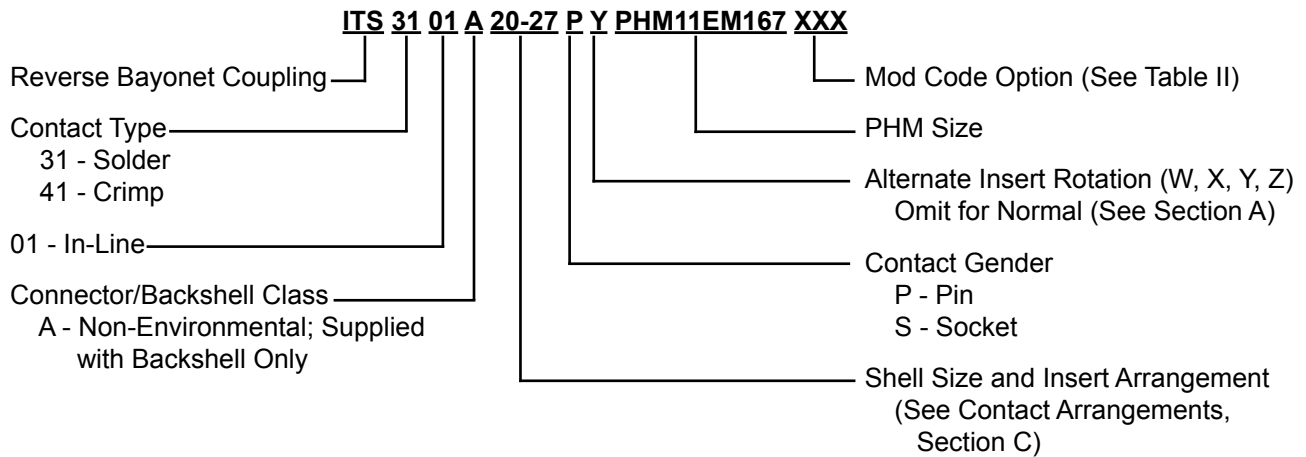 ITS 31 01 A 20-27 P Y PHM11EM167 XXX
Reverse Bayonet Coupling
Contact Type
31 - Solder
41 - Crimp
01 - In-Line
Connector/Backshell Class
A - Non-Environmental; Supplied
with Backshell Only
Mod Code Option (See Table II)
PHM Size
Alternate Insert Rotation (W, X, Y, Z)
Omit for Normal (See Section A)
Contact Gender
P - Pin
S - Socket
Shell Size and Insert Arrangement
(See Contact Arrangements,
Section C)